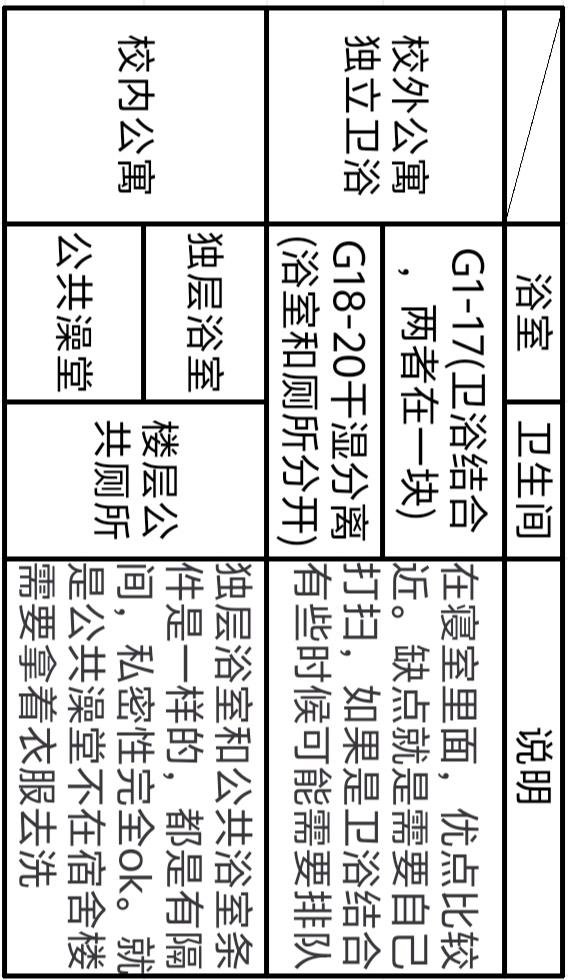 浴室
卫生间
说明
校外公寓
独立卫浴
G1-17(卫浴结合
，两者在一块)
G18-20干湿分离
(浴室和厕所分开)
在寝室里面，优点比较
近。缺点就是需要自己
打扫，如果是卫浴结合
有些时候可能需要排队
校内公寓
独层浴室
公共澡堂
楼层公
共厕所
独层浴室和公共浴室条
件是一样的，都是有隔
间，私密性完全ok。就
是公共澡堂不在宿舍楼
需要拿着衣服去洗